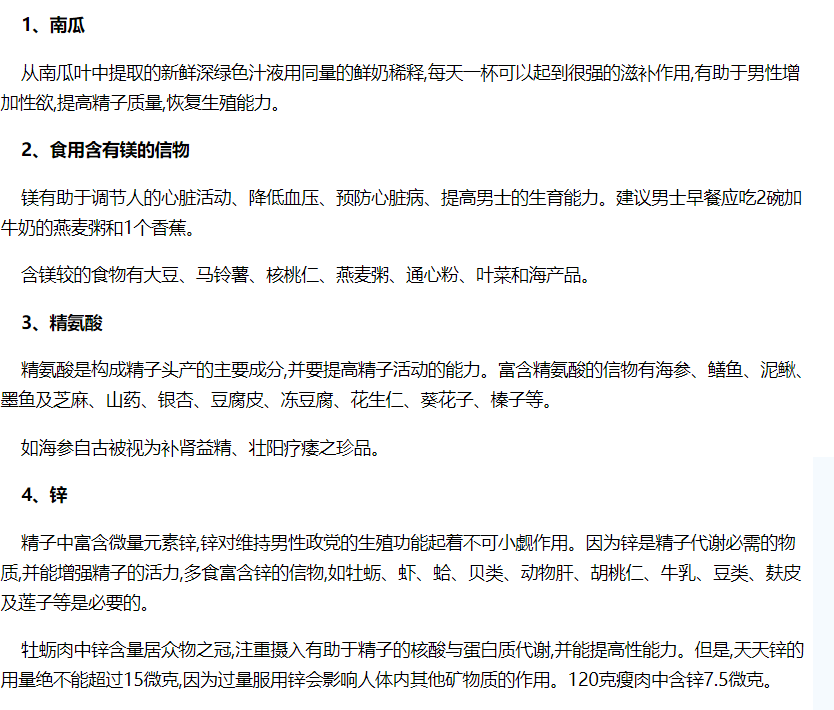 1、南瓜
从南瓜叶中提取的新鲜深绿色汁液用同量的鲜奶稀释,每天一杯可以起到很强的滋补作用,有助于男性增
加性欲,提高精子质量,恢复生殖能力。
2、食用含有镁的信物
镁有助于调节人的心脏活动、降低血压、预防心脏病、提高男士的生育能力。建议男士早餐应吃2碗加
牛奶的燕麦粥和1个香蕉。
含镁较的食物有大豆、马铃薯、核桃仁、燕麦粥、通心粉、叶菜和海产品。
3、精氨酸
精氨酸是构成精子头产的主要成分,并要提高精子活动的能力。富含精氨酸的信物有海参、鳝鱼、泥鳅、
墨鱼及芝麻、山药、银杏、豆腐皮、冻豆腐、花生仁、葵花子、榛子等。
如海参自古被视为补肾益精、壮阳疗痿之珍品。
4、锌
精子中富含微量元素锌,锌对维持男性政党的生殖功能起着不可小觑作用。因为锌是精子代谢必需的物
质,并能增强精子的活力,多食富含锌的信物,如牡蛎、虾、蛤、贝类、动物肝、胡桃仁、牛乳、豆类、麸皮
及莲子等是必要的。
牡蛎肉中锌含量居众物之冠,注重摄入有助于精子的核酸与蛋白质代谢,并能提高性能力。但是,天天锌的
用量绝不能超过15微克,因为过量服用锌会影响人体内其他矿物质的作用。120克瘦肉中含锌7.5微克。